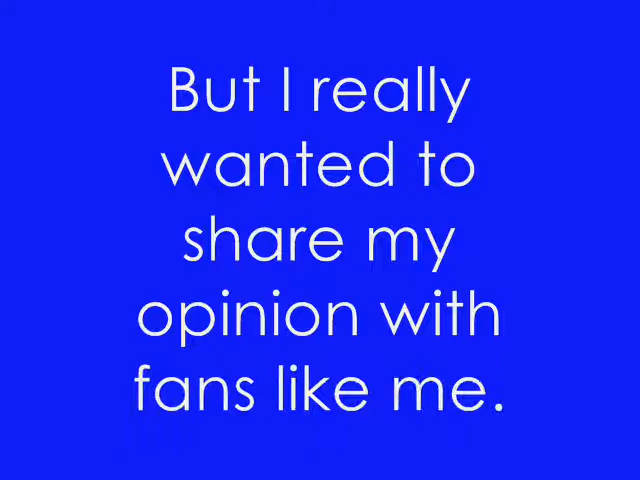 But I really
wanted to
share my
opinion with
fans like me.